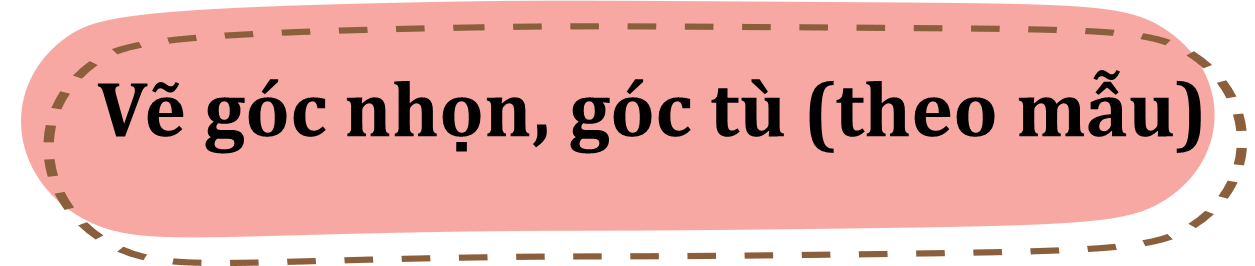 Vẽ góc nhọn, góc tù (theo mẫu)